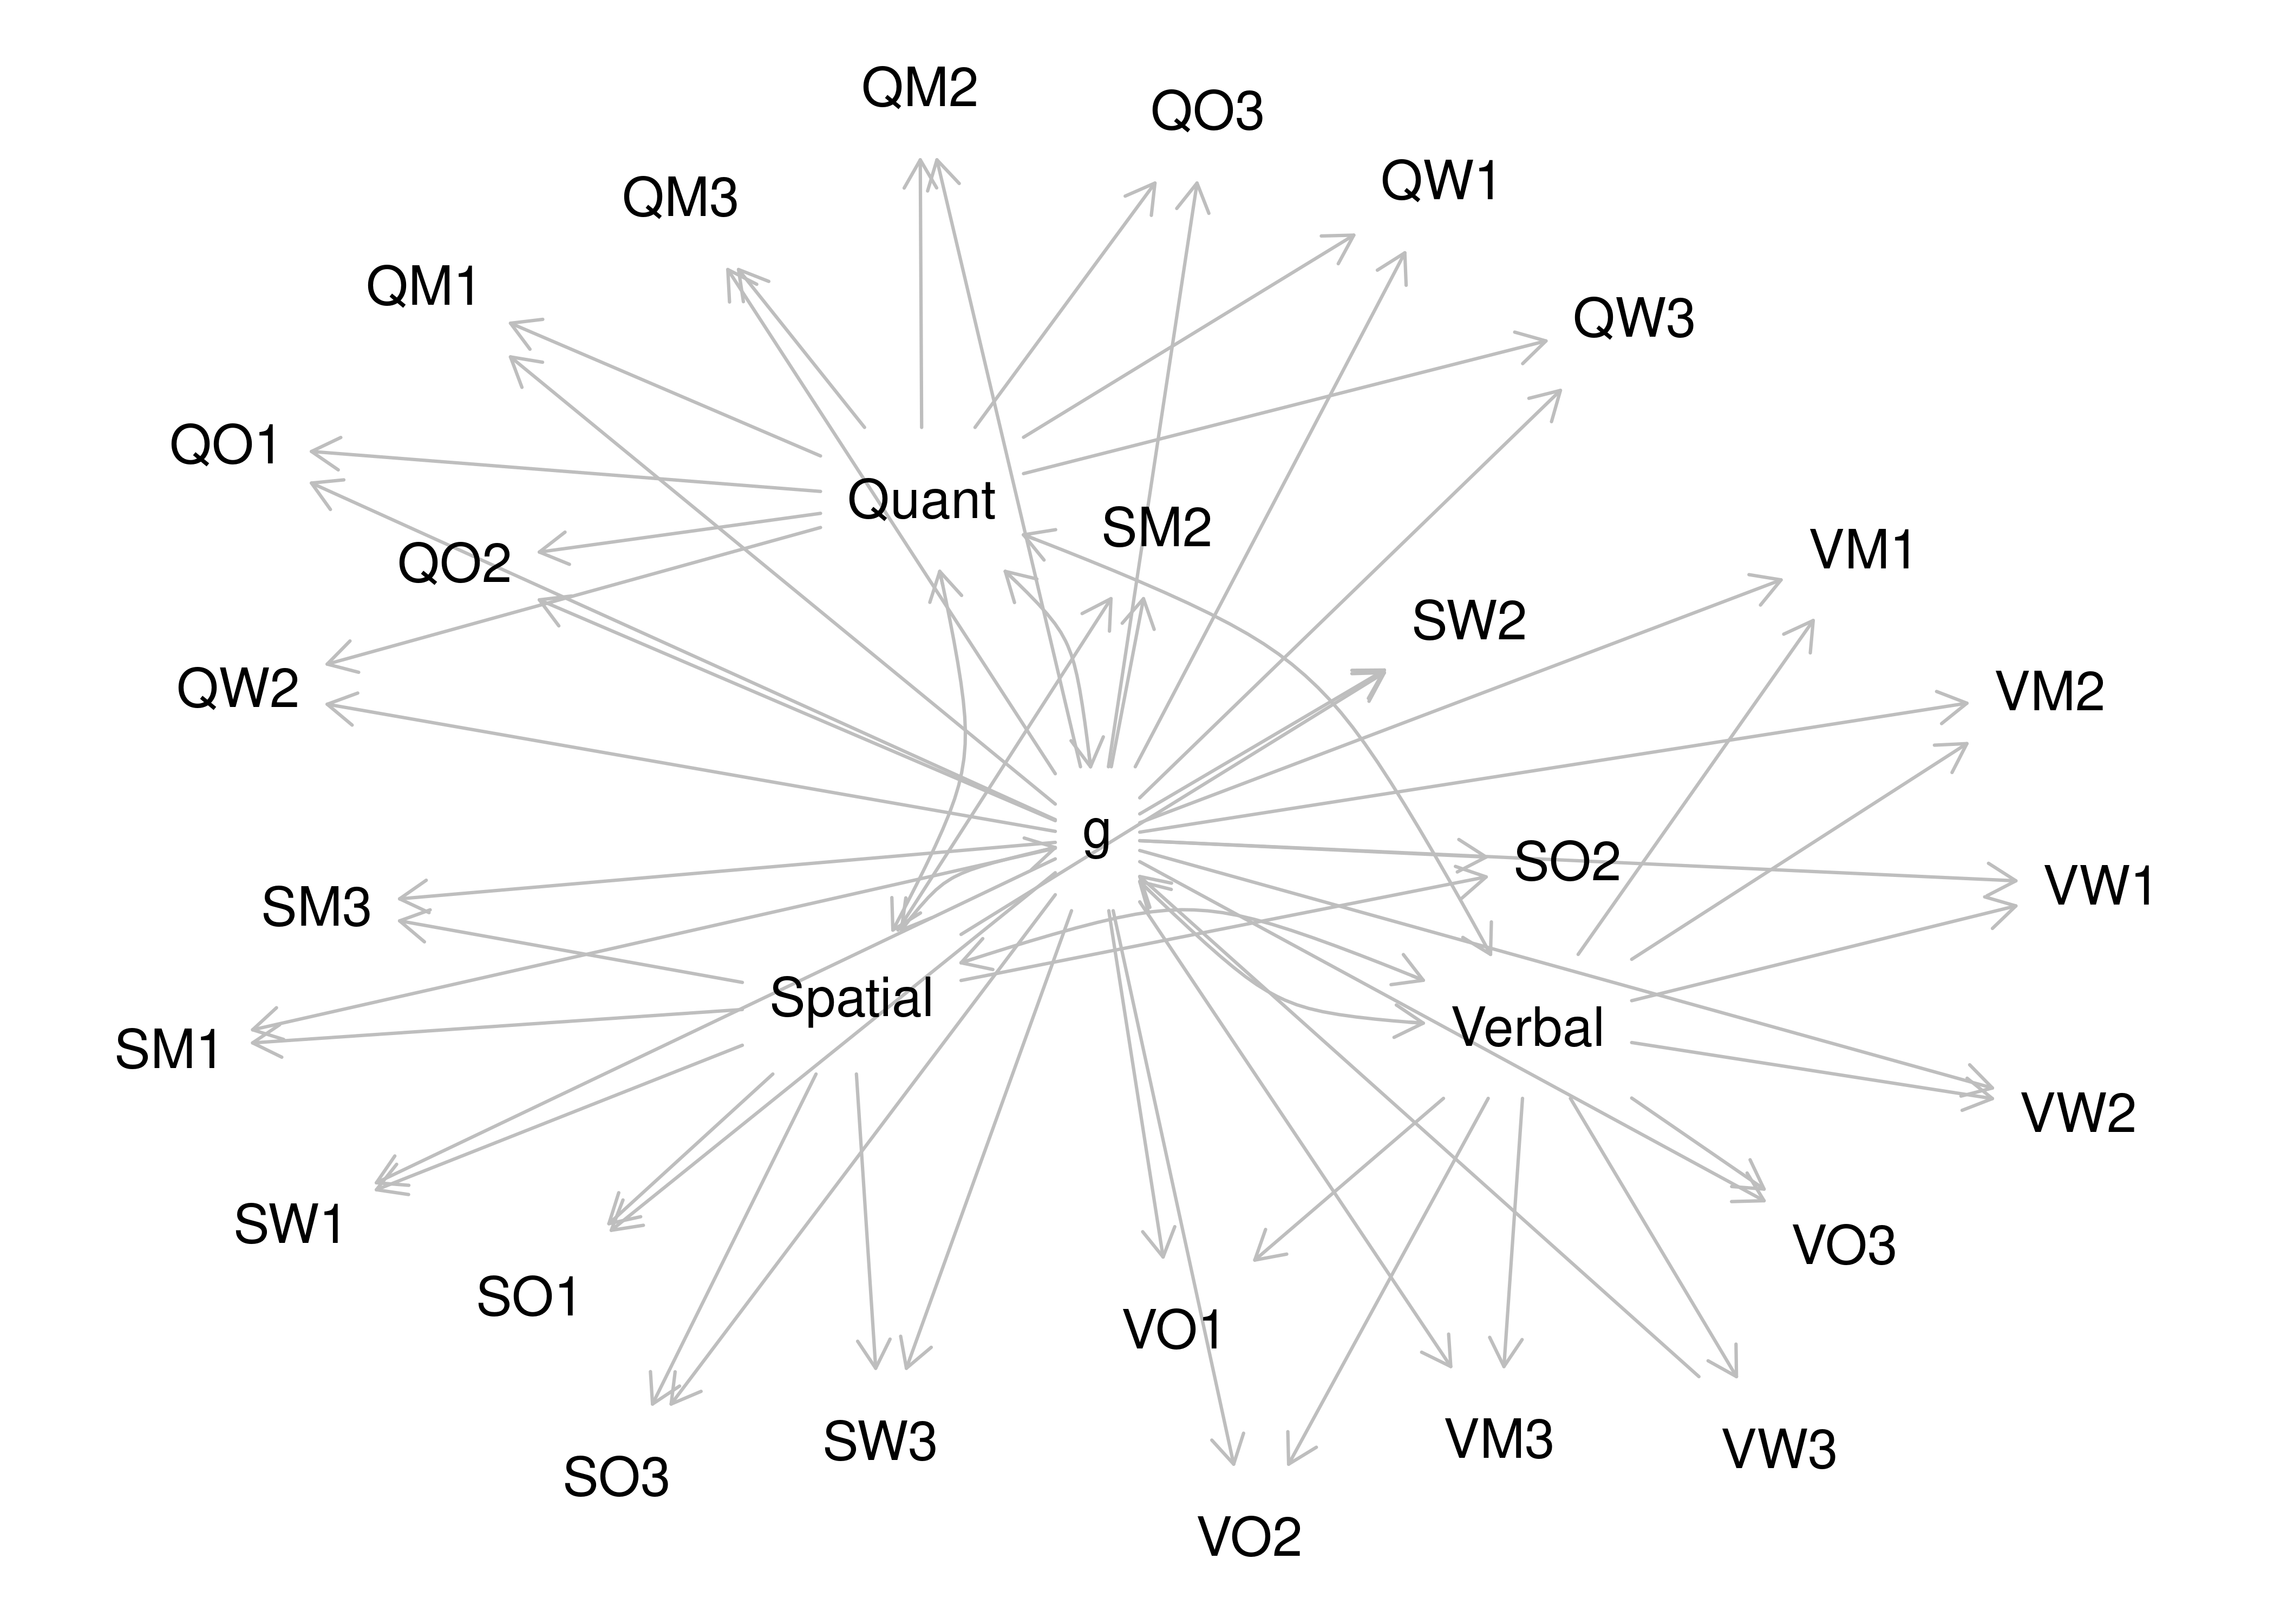 QM2
QO3
QW1
QM3
QM1
QW3
QO1
Quant
SM2
VM1
QO2
SW2
QW2
VM2
g
SO2
VW1
SM3
Spatial
Verbal
SM1
VW2
SW1
VO3
SO1
VO1
SW3
VM3
VW3
SO3
VO2